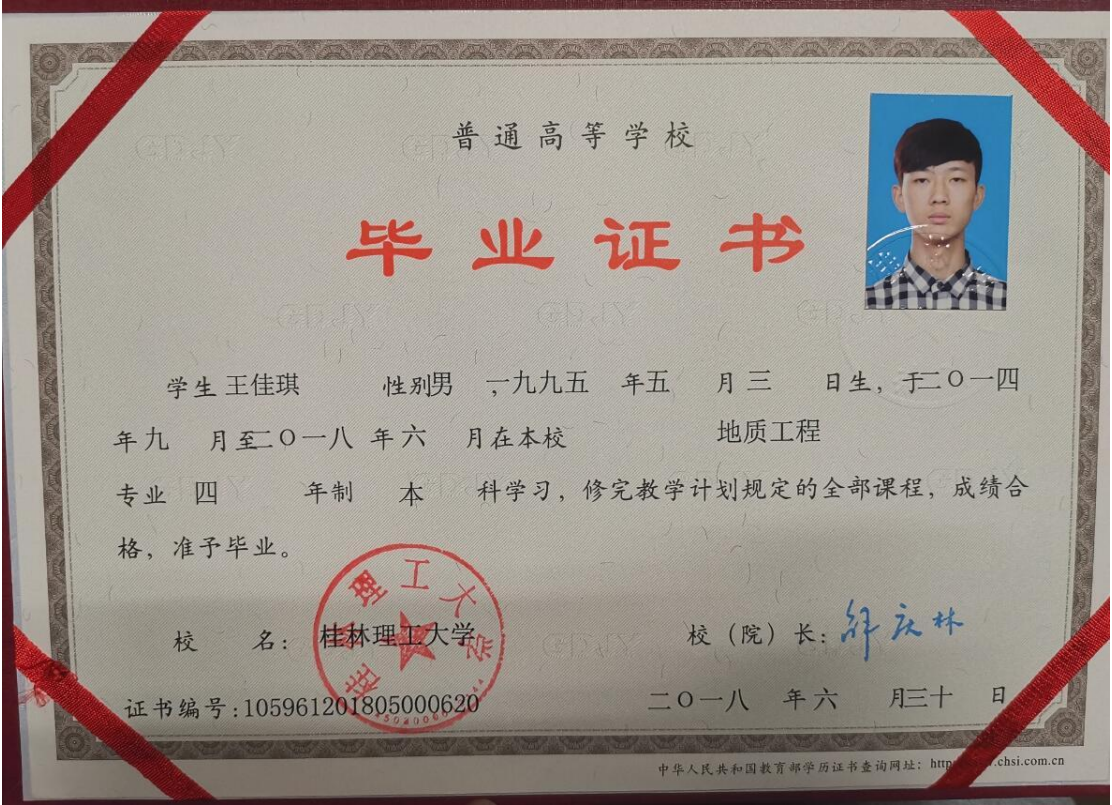 普通高等学校
毕业证书
学生 王佳琪 性别男 ,一九九五 年五 月 三 日生，于二〇一四
年九 月至二〇一八 年六 月在本校 地质工程
专业 四 年制 本 科学习，修完教学计划规定的全部课程，成绩合
格，准予毕业。
校 名： 桂林理工大学 校（院）长：
桂林理工大学
证书编号:105961201805000620 二〇一八 年六 月三十 日
中华人民共和国教育部学历证书查询网址：http .chsi.com.cn